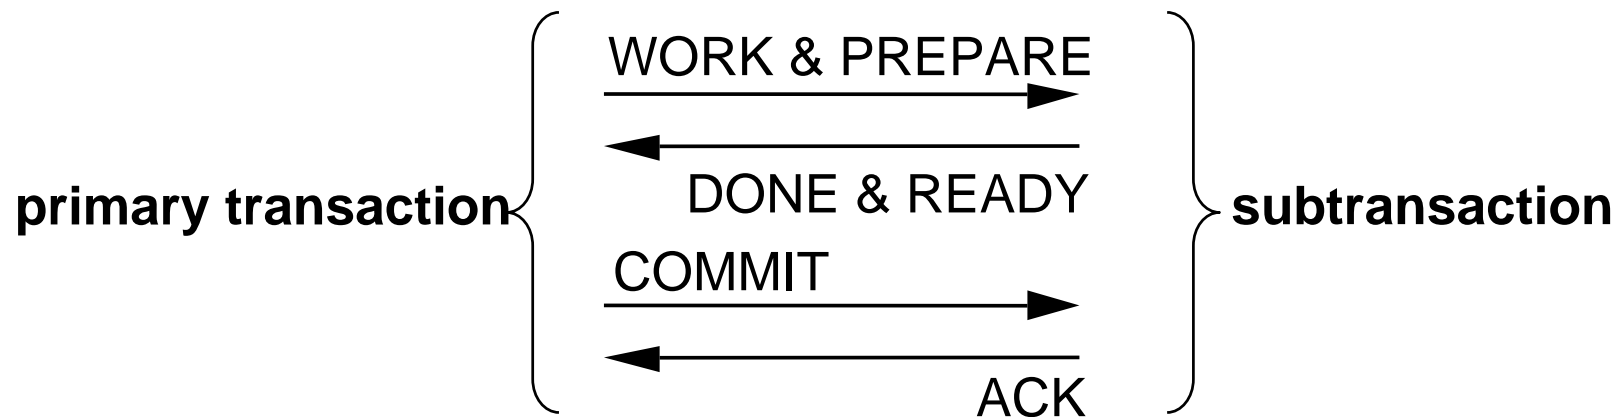 WORK & PREPARE
DONE & READY
primary transaction
subtransaction
COMMIT
ACK